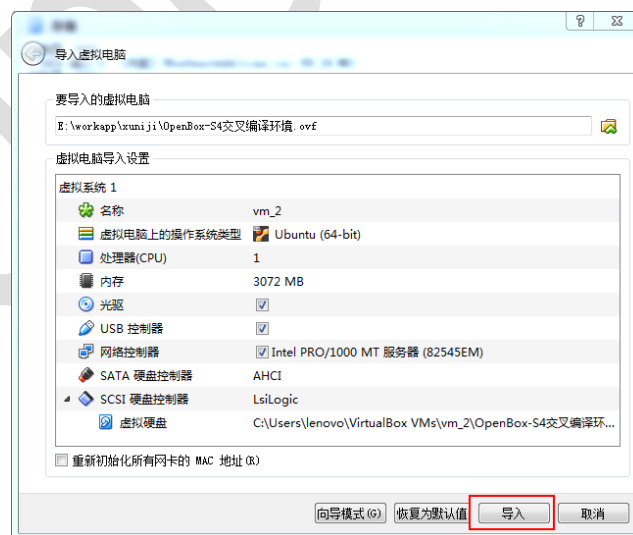 导入虚拟电脑
要导入的虚拟电脑
E:\workapp\xuniji\OpenBox-S4交叉编译环境.ovf
虚拟电脑导入设置
虚拟系统 1
名称 vm_2
虚拟电脑上的操作系统类型 Ubuntu (64-bit)
处理器(CPU) 1
内存 3072 MB
光驱
USB 控制器
网络控制器 Intel PRO/1000 MT 服务器 (82545EM)
SATA 硬盘控制器 AHCI
SCSI 硬盘控制器 LsiLogic
虚拟硬盘 C:\Users\lenovo\VirtualBox VMs\vm_2\OpenBox-S4交叉编译环...
重新初始化所有网卡的 MAC 地址(R)
向导模式(G) 恢复为默认值 导入 取消